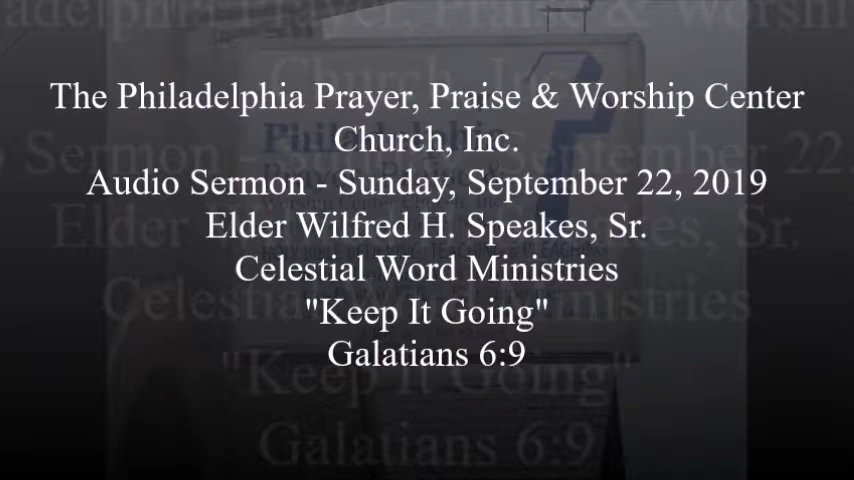 The Philadelphia Prayer, Praise & Worship Center
Church, Inc.
Audio Sermon - Sunday, September 22, 2019
Elder Wilfred H. Speakes, Sr.
Celestial Word Ministries
"Keep It Going"
Galatians 6:9